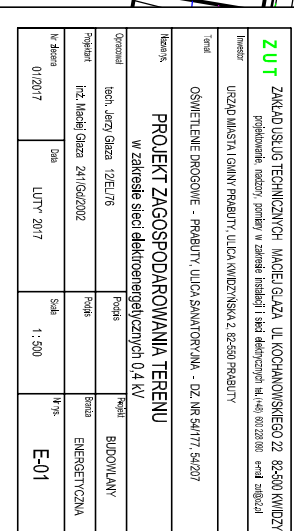 ZUT ZAKŁAD USŁUG TECHNICZNYCH MACIEJ GLAZA UL KOCHANOWSKIEGO 22 82-500 KWIDZY
projektowanie, nadzory, pomiary w zakresie instalacji i sieci elektrycznych tel.(+48) 600 228 080 e-mail: zut@o2.pl
Inwestor
URZĄD MIASTA I GMINY PRABUTY, ULICA KWIDZYŃSKA 2, 82-550 PRABUTY
Temat
OŚWIETLENIE DROGOWE - PRABUTY, ULICA SANATORYJNA - DZ. NR 54/177, 54/207
Nazwa rys.
PROJEKT ZAGOSPODAROWANIA TERENU
w zakresie sieci elektroenergetycznych 0,4 kV
Opracował
tech. Jerzy Glaza 12/EL/76
Podpis
Projekt
BUDOWLANY
Projektant
inż. Maciej Glaza 241/Gd/2002
Podpis
Branża
ENERGETYCZNA
Nr zlecenia
01/2017
Data
LUTY' 2017
Skala
1 : 500
Nr rys.
E-01